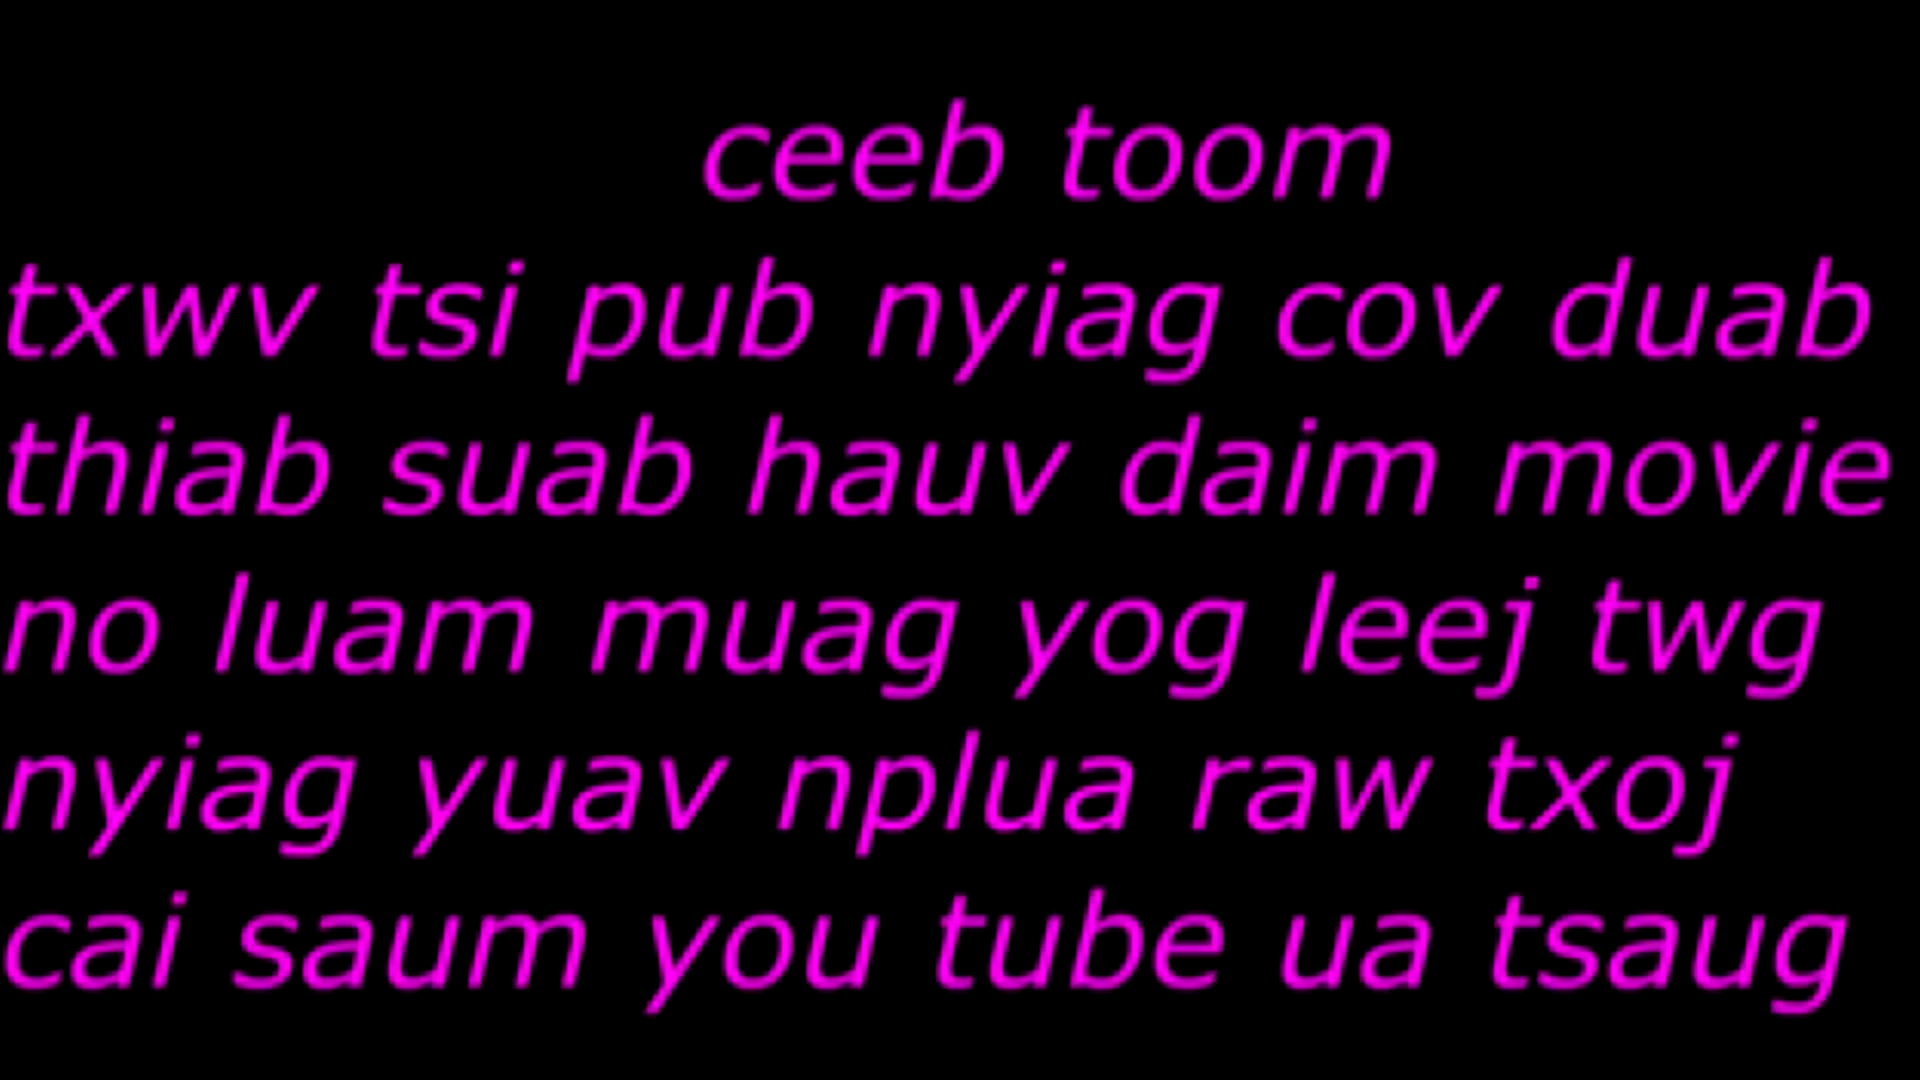 ceeb toom
txwv tsi pub nyiag cov duab
thiab suab hauv daim movie
no luam muag yog leej twg
nyiag yuav nplua raw txoj
cai saum you tube ua tsaug